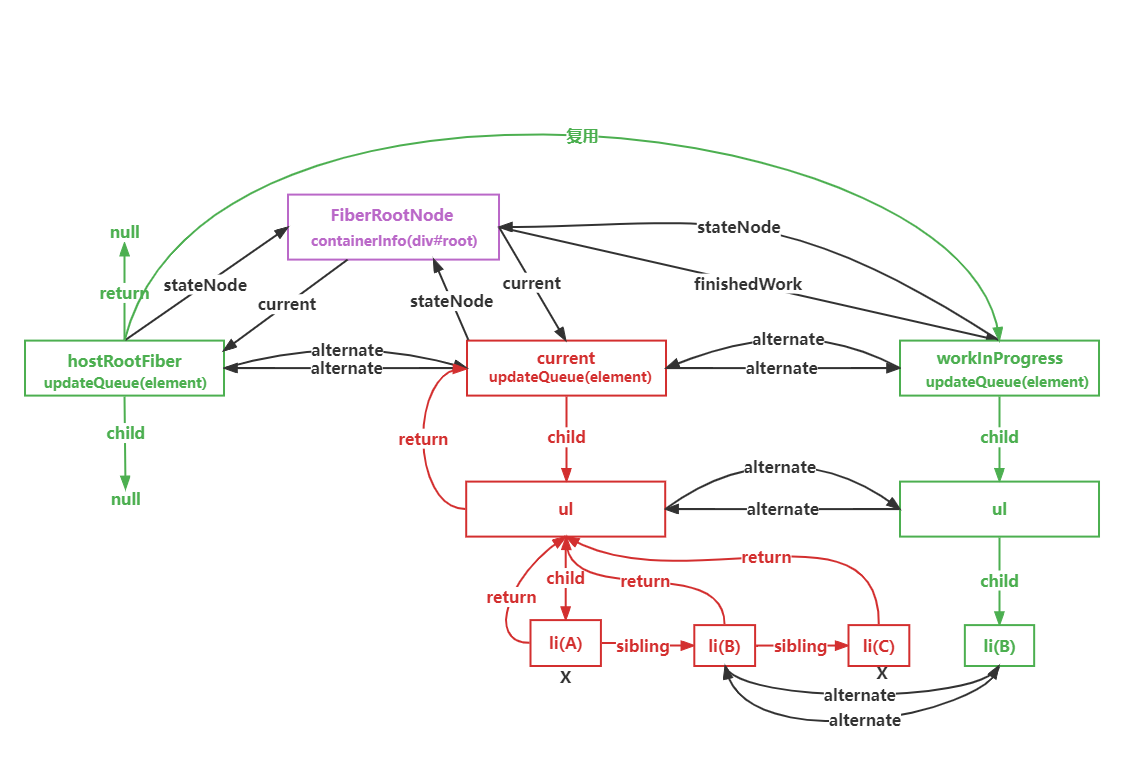 复用
FiberRootNode
containerInfo(div#root)
null
return
stateNode
current
stateNode
current
stateNode
finishedWork
hostRootFiber
updateQueue(element)
alternate
alternate
current
updateQueue(element)
alternate
alternate
workInProgress
updateQueue(element)
child
null
return
child
child
ul
alternate
alternate
ul
return
child
return
return
child
li(A)
sibling
li(B)
sibling
li(C)
li(B)
X
X
alternate
alternate